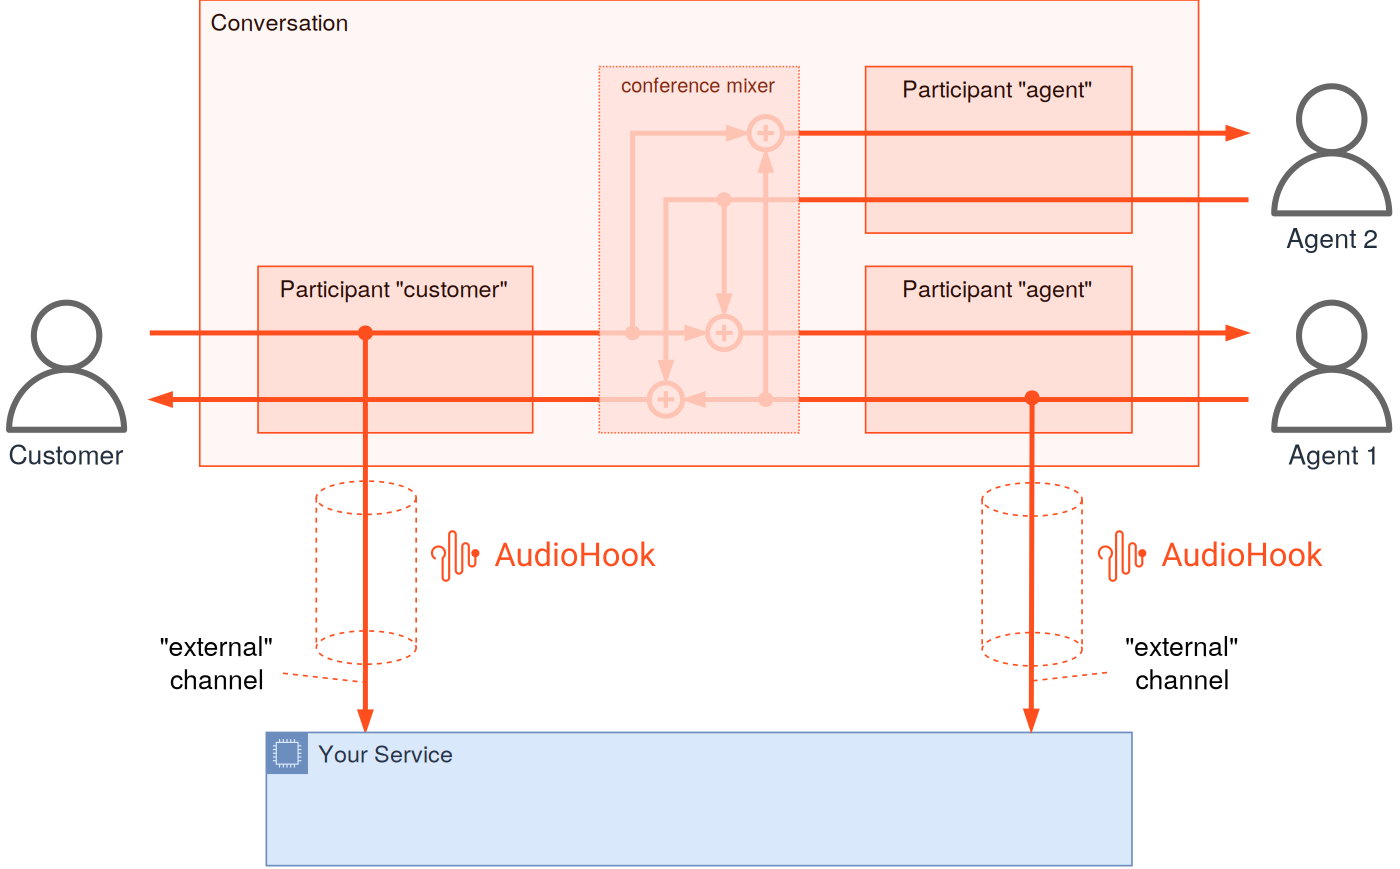 Conversation
conference mixer
Participant "agent"
Agent 2
Participant "customer"
Participant "agent"
Customer
Agent 1
AudioHook
AudioHook
"external"
channel
"external"
channel
Your Service